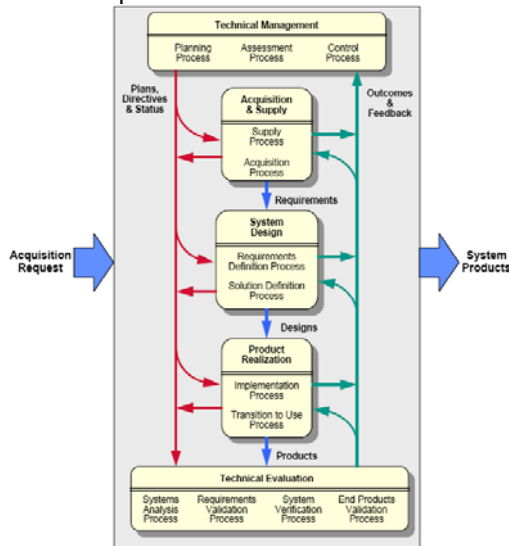 Technical Management
Planning Process
Assessment Process
Control Process
Plans,
Directives
& Status
Outcomes
&
Feedback
Acquisition
& Supply
Supply
Process
Acquisition
Process
Requirements
System
Design
Requirements
Definition Process
Solution Definition
Process
Acquisition
Request
System
Products
Designs
Product
Realization
Implementation
Process
Transition to Use
Process
Products
Technical Evaluation
Systems
Analysis
Process
Requirements
Validation
Process
System
Verification
Process
End Products
Validation
Process